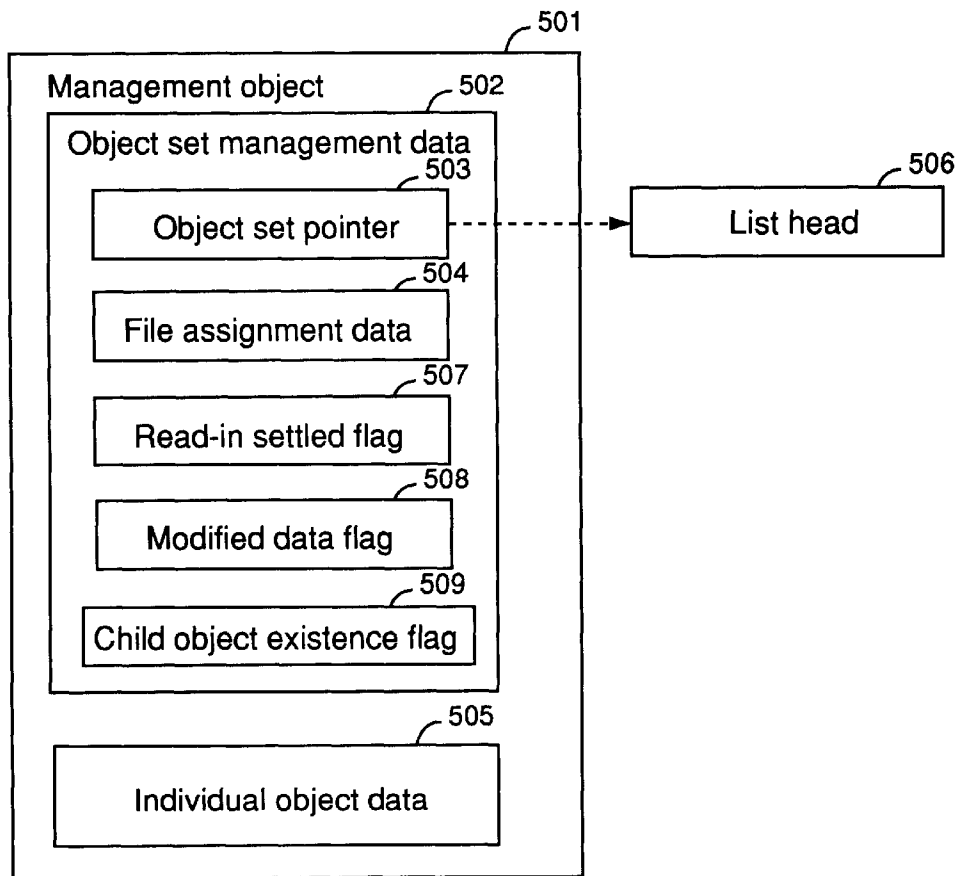 501
Management object
502
Object set management data
503
506
Object set pointer
List head
504
File assignment data
507
Read-in settled flag
508
Modified data flag
509
Child object existence flag
505
Individual object data